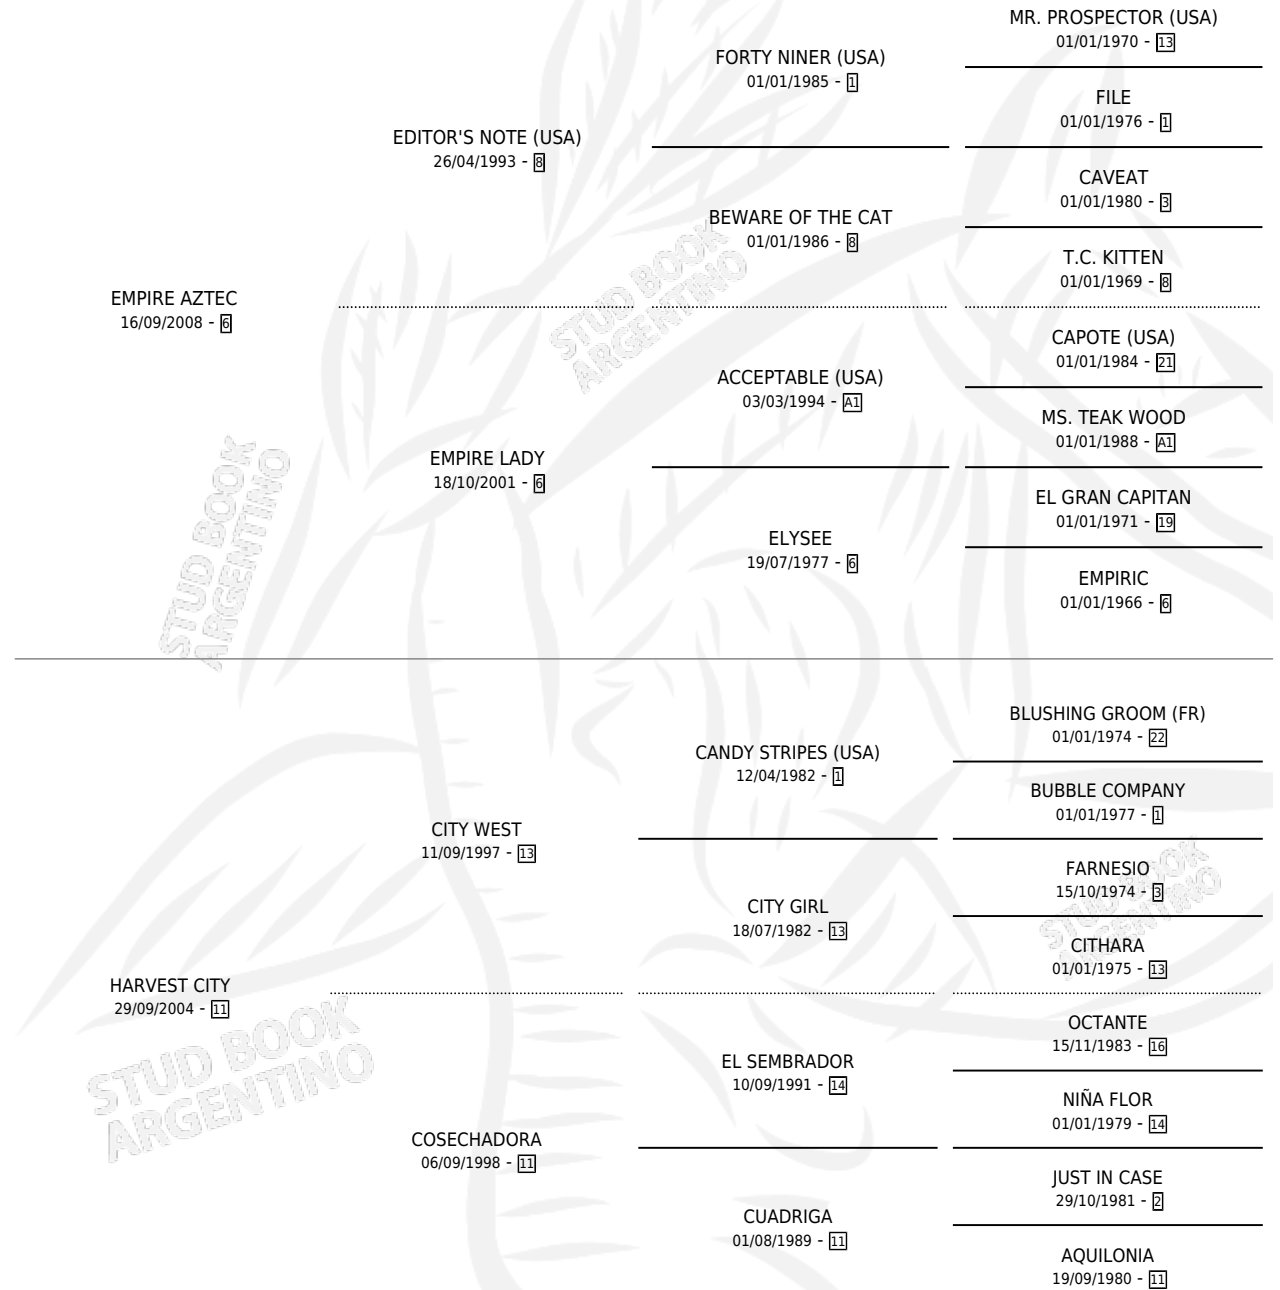 MR. PROSPECTOR (USA)
01/01/1970 - 13
FORTY NINER (USA)
01/01/1985 - 1
FILE
01/01/1976 - 1
EDITOR'S NOTE (USA)
26/04/1993 - 8
CAVEAT
01/01/1980 - 3
BEWARE OF THE CAT
01/01/1986 - 8
T.C. KITTEN
01/01/1969 - 8
EMPIRE AZTEC
16/09/2008 - 6
CAPOTE (USA)
01/01/1984 - 21
ACCEPTABLE (USA)
03/03/1994 - A1
MS. TEAK WOOD
01/01/1988 - A1
EMPIRE LADY
18/10/2001 - 6
EL GRAN CAPITAN
01/01/1971 - 19
ELYSEE
19/07/1977 - 6
EMPIRIC
01/01/1966 - 6
STUD BOOK
ARGENTINO
STUD BOOK
ARGENTINO
BLUSHING GROOM (FR)
01/01/1974 - 22
CANDY STRIPES (USA)
12/04/1982 - 1
BUBBLE COMPANY
01/01/1977 - 1
CITY WEST
11/09/1997 - 13
FARNESIO
15/10/1974 - 3
CITY GIRL
18/07/1982 - 13
CITHARA
01/01/1975 - 13
STUD BOOK
ARGENTINO
HARVEST CITY
29/09/2004 - 11
OCTANTE
15/11/1983 - 16
EL SEMBRADOR
10/09/1991 - 14
NIÑA FLOR
01/01/1979 - 14
STUD BOOK
ARGENTINO
COSECHADORA
06/09/1998 - 11
JUST IN CASE
29/10/1981 - 2
CUADRIGA
01/08/1989 - 11
AQUILONIA
19/09/1980 - 11